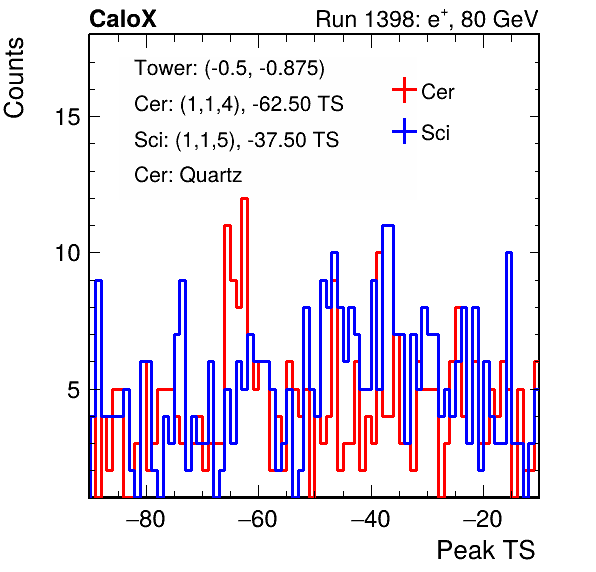 CaloX Run 1398: e⁺, 80 GeV
Counts
Tower: (-0.5, -0.875)
Cer: (1,1,4), -62.50 TS
Sci: (1,1,5), -37.50 TS
Cer: Quartz
Cer
Sci
15
10
5
−80 −60 −40 −20
Peak TS